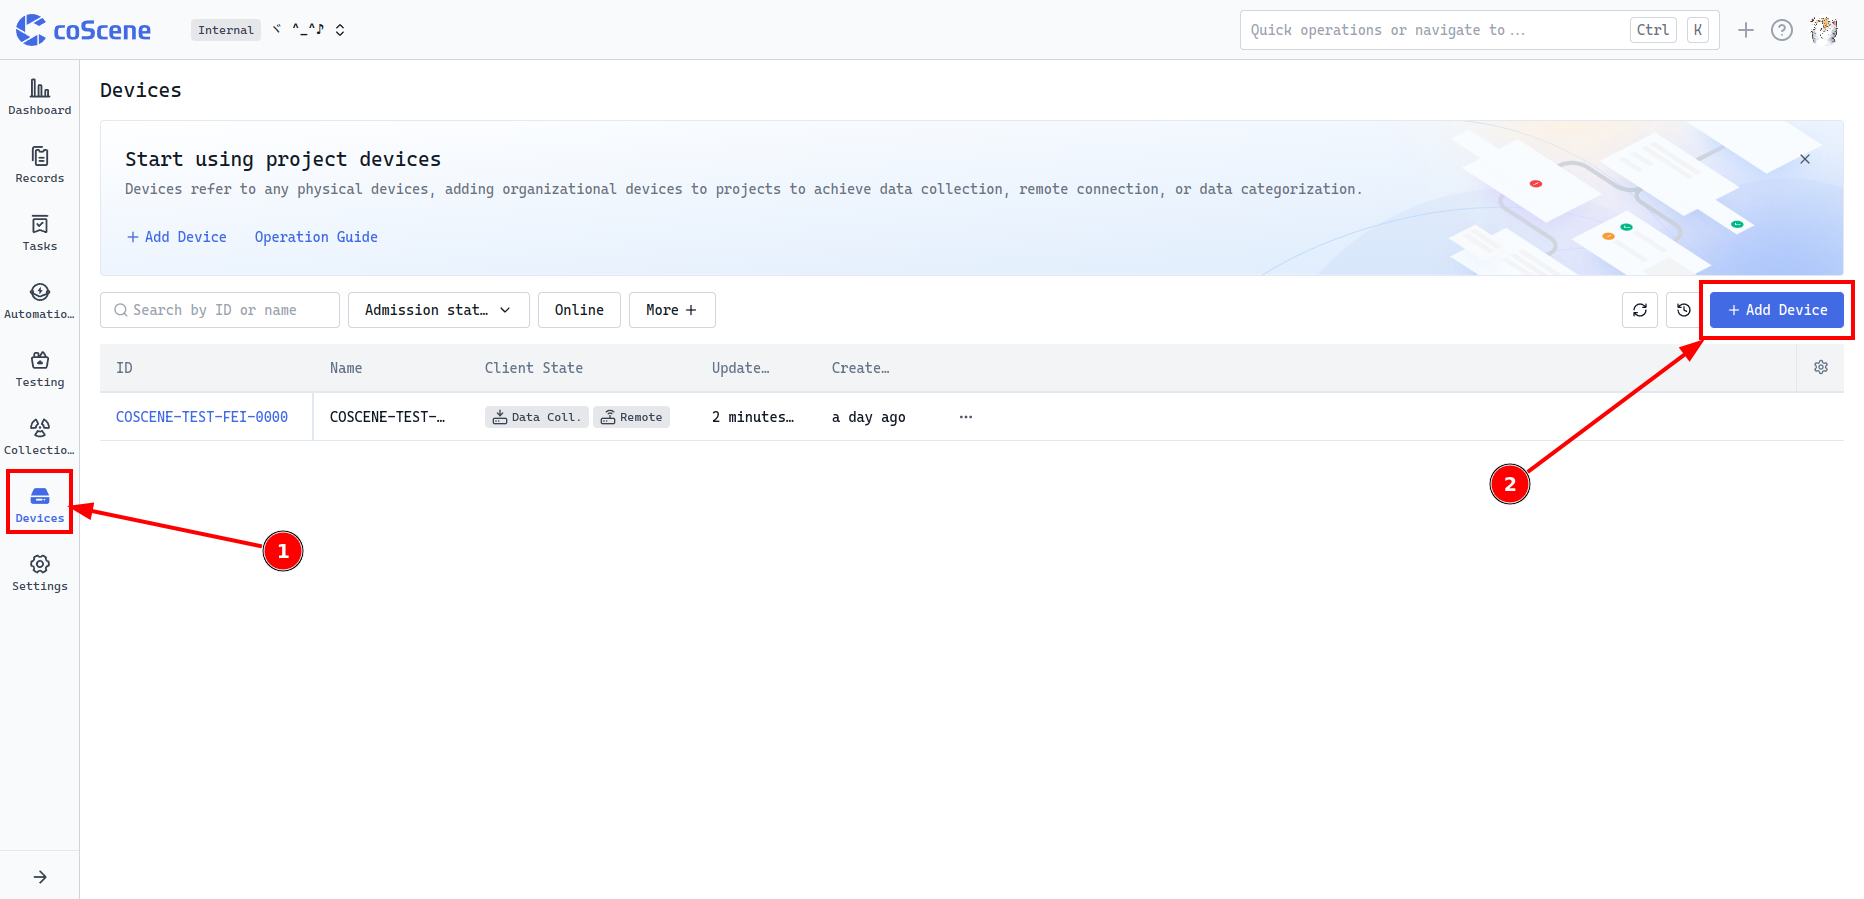 coScene
Internal ヾ ^_^♪
Quick operations or navigate to ...
Ctrl K
Dashboard
Records
Tasks
Automatio…
Testing
Collectio…
Devices
Settings
Devices
Start using project devices
Devices refer to any physical devices, adding organizational devices to projects to achieve data collection, remote connection, or data categorization.
+ Add Device Operation Guide
Search by ID or name Admission stat… Online More + + Add Device
ID Name Client State Update… Create…
COSCENE-TEST-FEI-0000 COSCENE-TEST-… Data Coll. Remote 2 minutes… a day ago ···
2
1